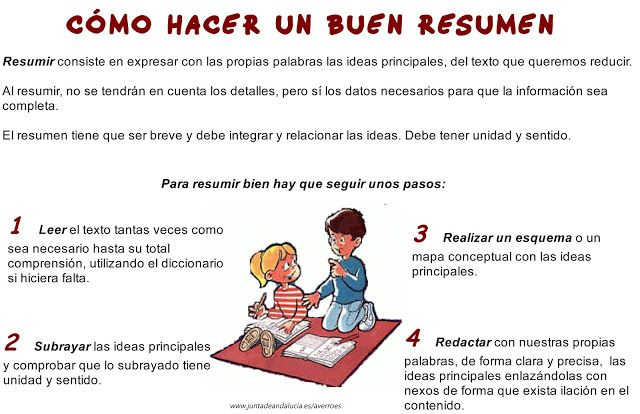 CÓMO HACER UN BUEN RESUMEN
Resumir consiste en expresar con las propias palabras las ideas principales, del texto que queremos reducir.
Al resumir, no se tendrán en cuenta los detalles, pero sí los datos necesarios para que la información sea
completa.
El resumen tiene que ser breve y debe integrar y relacionar las ideas. Debe tener unidad y sentido.
Para resumir bien hay que seguir unos pasos:
1 Leer el texto tantas veces como
sea necesario hasta su total
comprensión, utilizando el diccionario
si hiciera falta.
2 Subrayar las ideas principales
y comprobar que lo subrayado tiene
unidad y sentido.
3 Realizar un esquema o un
mapa conceptual con las ideas
principales.
4 Redactar con nuestras propias
palabras, de forma clara y precisa, las
ideas principales enlazándolas con
nexos de forma que exista ilación en el
contenido.
www.juntadeandalucia.es/averroes